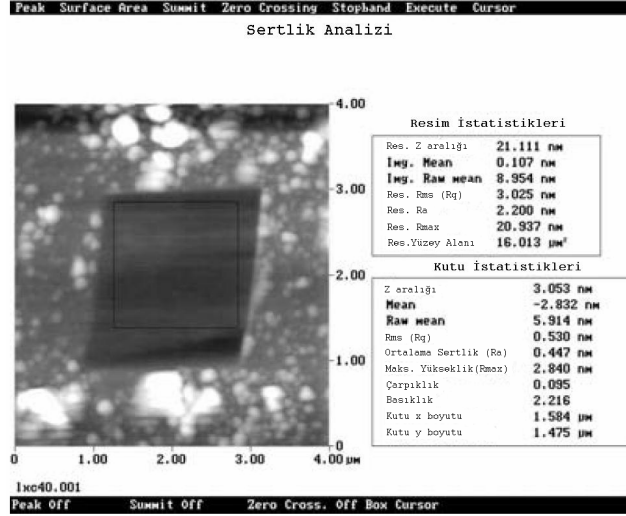 Peak Surface Area Summit Zero Crossing Stopband Execute Cursor
Sertlik Analizi
4.00
3.00
2.00
1.00
0
0 1.00 2.00 3.00 4.00 µm
Resim İstatistikleri
Res. Z aralığı 21.111 nm
Img. Mean 0.107 nm
Img. Raw mean 8.954 nm
Res. Rms (Rq) 3.025 nm
Res. Ra 2.200 nm
Res. Rmax 20.937 nm
Res.Yüzey Alanı 16.013 µm²
Kutu İstatistikleri
Z aralığı 3.053 nm
Mean -2.832 nm
Raw mean 5.914 nm
Rms (Rq) 0.530 nm
Ortalama Sertlik (Ra) 0.447 nm
Maks. Yükseklik(Rmax) 2.840 nm
Çarpıklık 0.095
Basıklık 2.216
Kutu x boyutu 1.584 µm
Kutu y boyutu 1.475 µm
lxc40.001
Peak Off Summit Off Zero Cross. Off Box Cursor